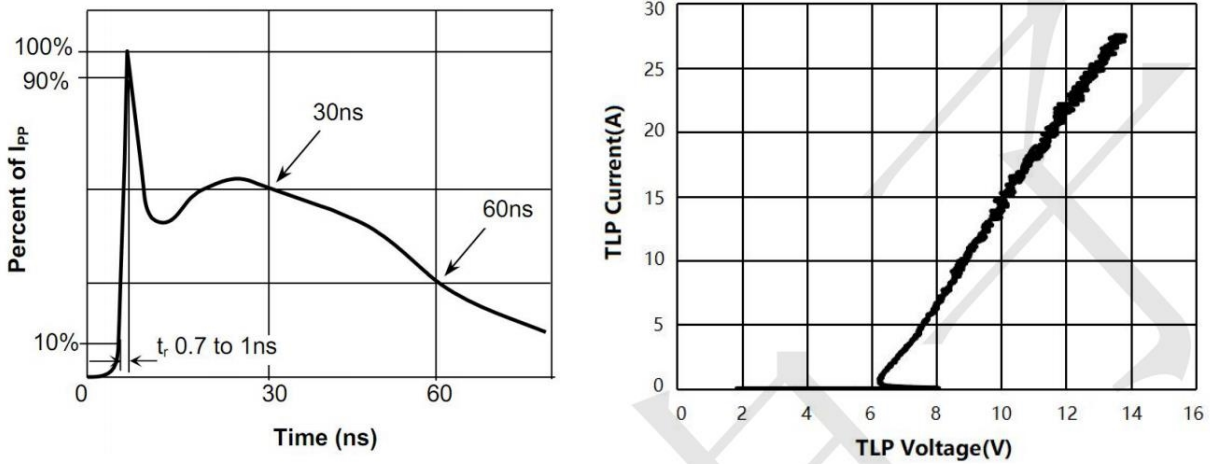 100%
90%
Percent of IPP
30ns
60ns
10%
tr 0.7 to 1ns
0
30
60
Time (ns)
30
25
20
15
10
5
0
TLP Current(A)
0 2 4 6 8 10 12 14 16
TLP Voltage(V)